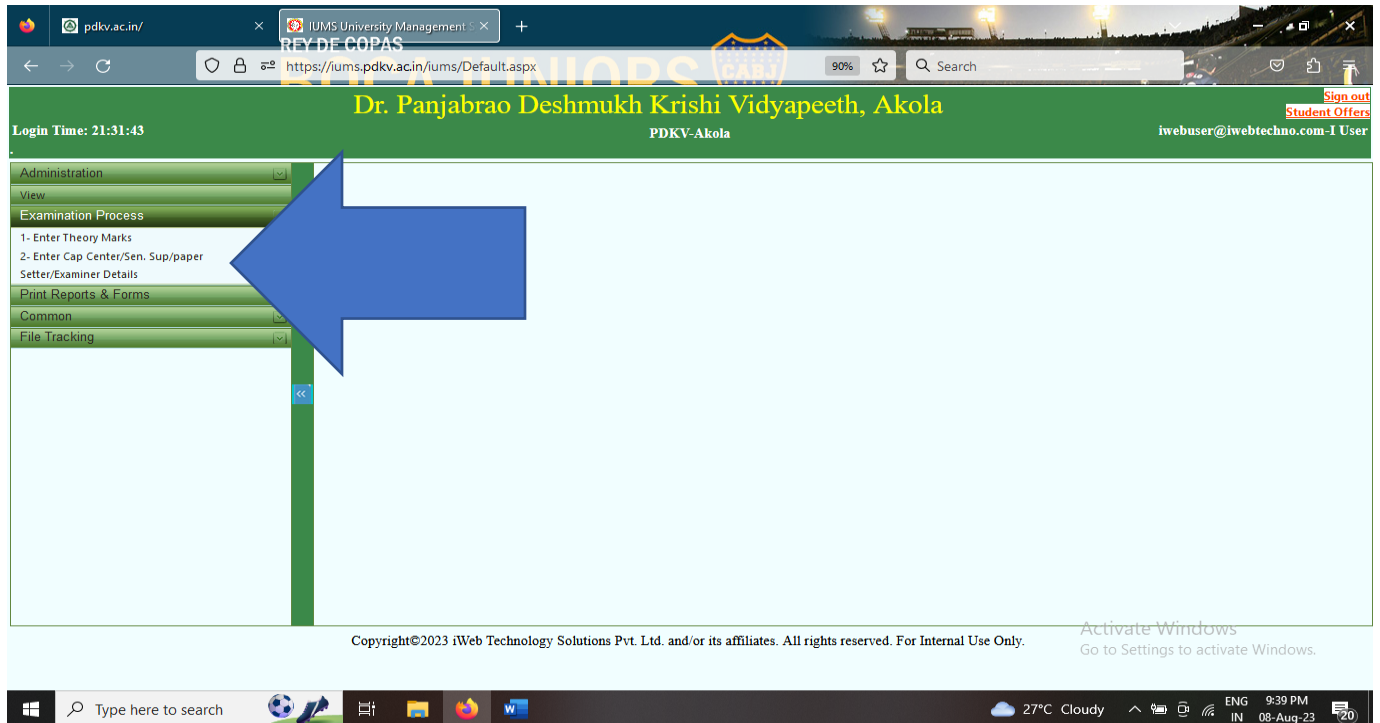 pdkv.ac.in/
IUMS University Management S
REY DE COPAS
BOCA JUNIORS
CABJ
https://iums.pdkv.ac.in/iums/Default.aspx
90%
Search
Dr. Panjabrao Deshmukh Krishi Vidyapeeth, Akola
Sign out
Student Offers
Login Time: 21:31:43
PDKV-Akola
iwebuser@iwebtechno.com-I User
.
Administration
View
Examination Process
1- Enter Theory Marks
2- Enter Cap Center/Sen. Sup/paper
Setter/Examiner Details
Print Reports & Forms
Common
File Tracking
Copyright©2023 iWeb Technology Solutions Pvt. Ltd. and/or its affiliates. All rights reserved. For Internal Use Only.
Activate Windows
Go to Settings to activate Windows.
Type here to search
27°C Cloudy
ENG
IN
9:39 PM
08-Aug-23
20